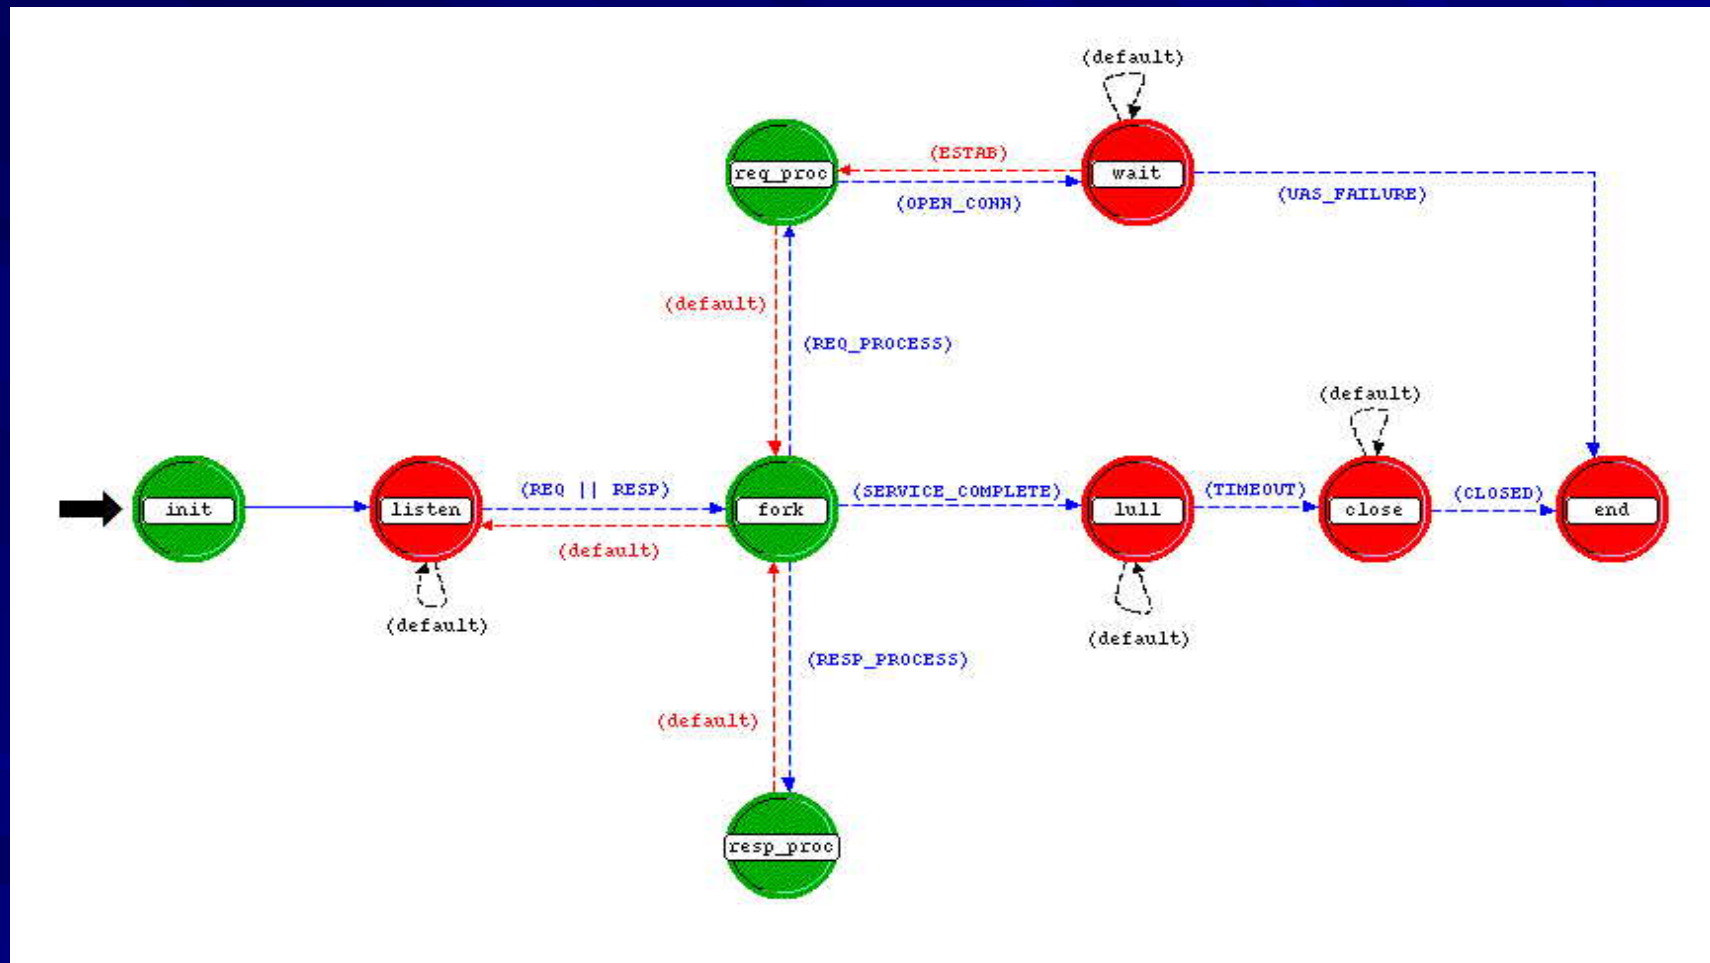 (default)
(ESTAB)
req_proc
wait
(OPEN_CONN)
(UAS_FAILURE)
(default)
(REQ_PROCESS)
(default)
init
listen
(REQ || RESP)
fork
(SERVICE_COMPLETE)
lull
(TIMEOUT)
close
(CLOSED)
end
(default)
(default)
(default)
(RESP_PROCESS)
(default)
resp_proc